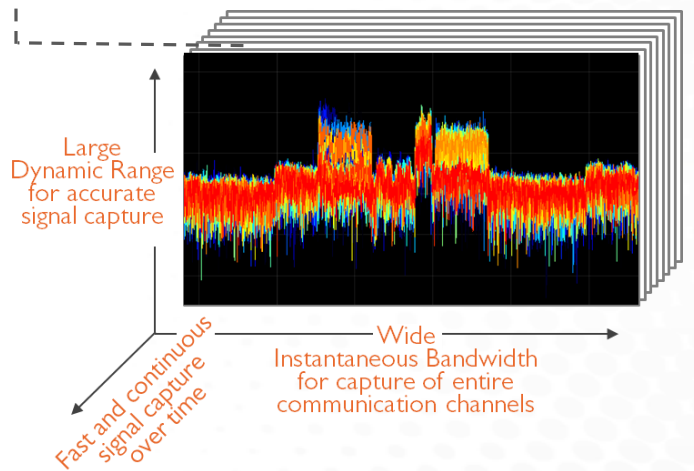 Large
Dynamic Range
for accurate
signal capture
Wide
Instantaneous Bandwidth
for capture of entire
communication channels
Fast and continuous
signal capture
over time